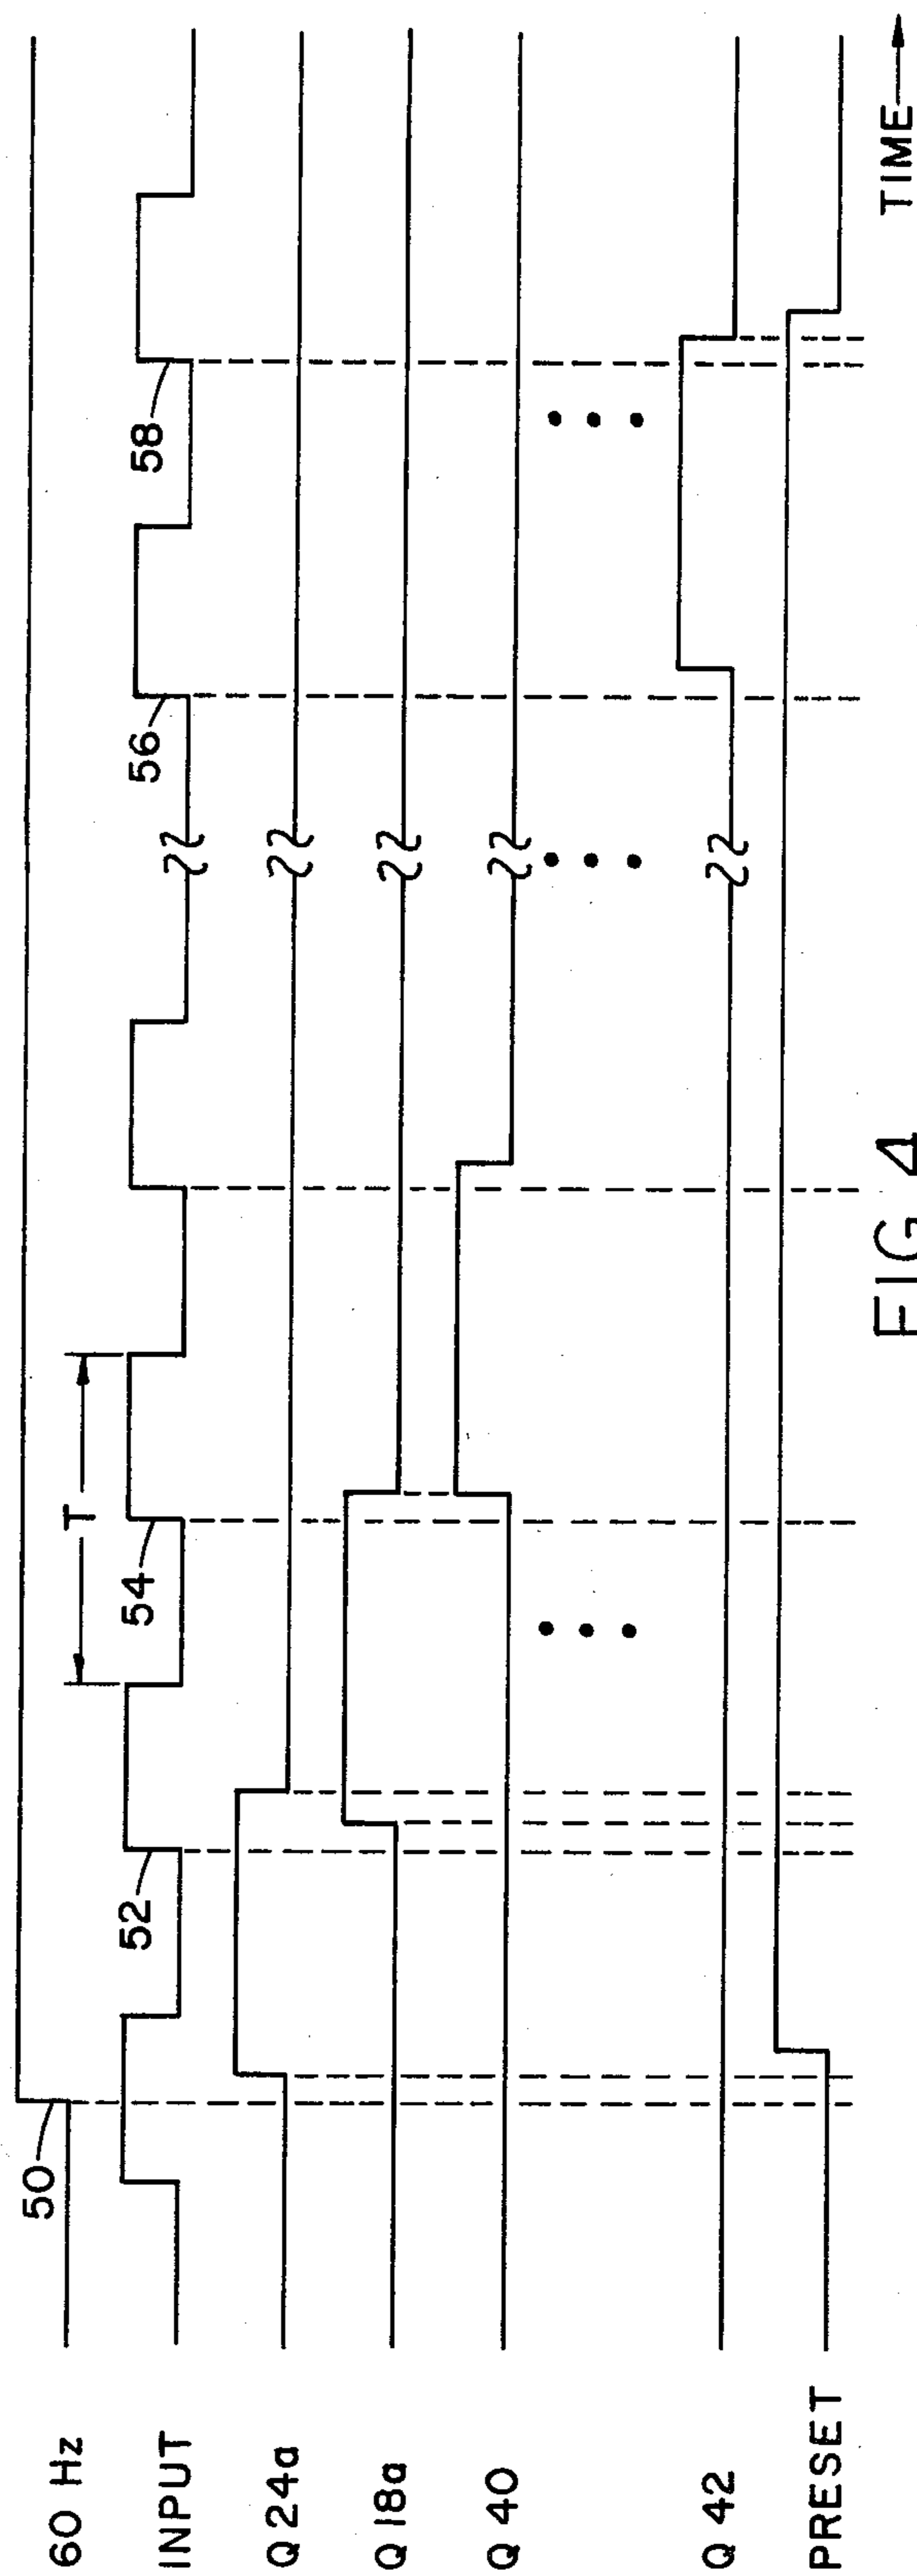 60 Hz
50
INPUT
52
54
T
56
58
Q 24a
Q 18a
Q 40
Q 42
PRESET
TIME
FIG. 4